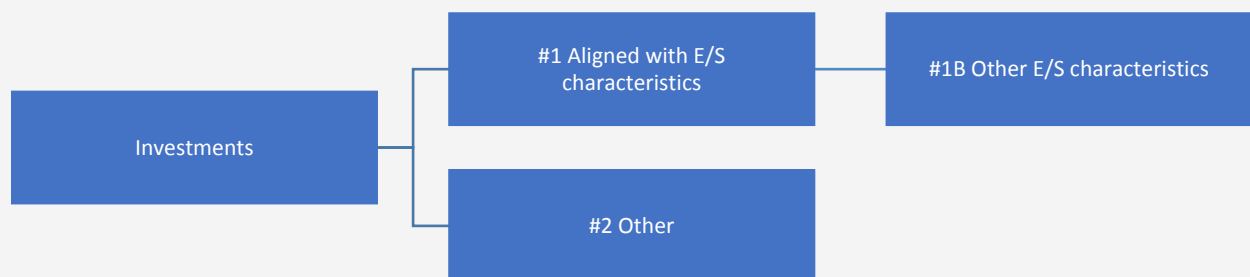 #1 Aligned with E/S
characteristics
#1B Other E/S characteristics
Investments
#2 Other